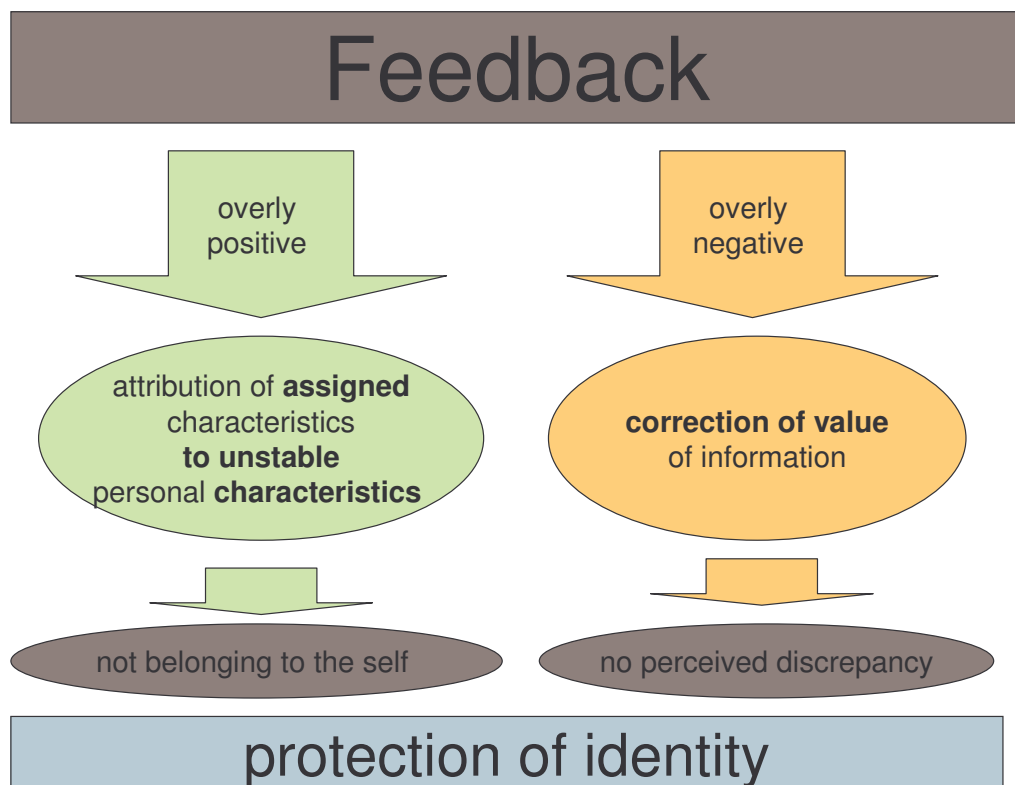 Feedback
overly
positive
overly
negative
attribution of assigned
characteristics
to unstable
personal characteristics
correction of value
of information
not belonging to the self
no perceived discrepancy
protection of identity